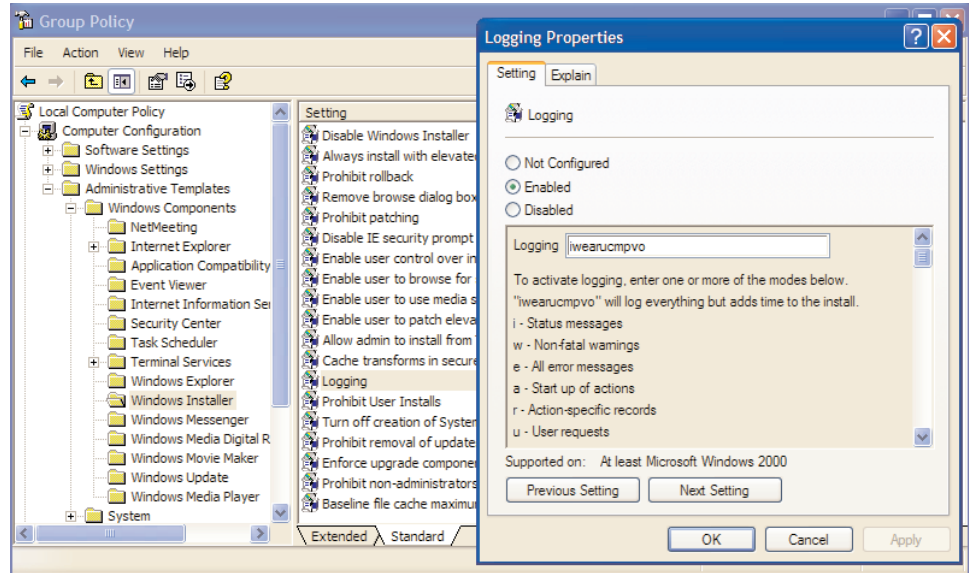 Group Policy
File Action View Help
Local Computer Policy
Computer Configuration
Software Settings
Windows Settings
Administrative Templates
Windows Components
NetMeeting
Internet Explorer
Application Compatibility
Event Viewer
Internet Information Ser
Security Center
Task Scheduler
Terminal Services
Windows Explorer
Windows Installer
Windows Messenger
Windows Media Digital R
Windows Movie Maker
Windows Update
Windows Media Player
System
Setting
Disable Windows Installer
Always install with elevate
Prohibit rollback
Remove browse dialog box
Prohibit patching
Disable IE security prompt
Enable user control over in
Enable user to browse for
Enable user to use media s
Enable user to patch eleva
Allow admin to install from
Cache transforms in secure
Logging
Prohibit User Installs
Turn off creation of System
Prohibit removal of update
Enforce upgrade componen
Prohibit non-administrators
Baseline file cache maximu
Extended Standard
Logging Properties
Setting Explain
Logging
Not Configured
Enabled
Disabled
Logging iwearucmpvo
To activate logging, enter one or more of the modes below.
"iwearucmpvo" will log everything but adds time to the install.
i - Status messages
w - Non-fatal warnings
e - All error messages
a - Start up of actions
r - Action-specific records
u - User requests
Supported on: At least Microsoft Windows 2000
Previous Setting Next Setting
OK Cancel Apply